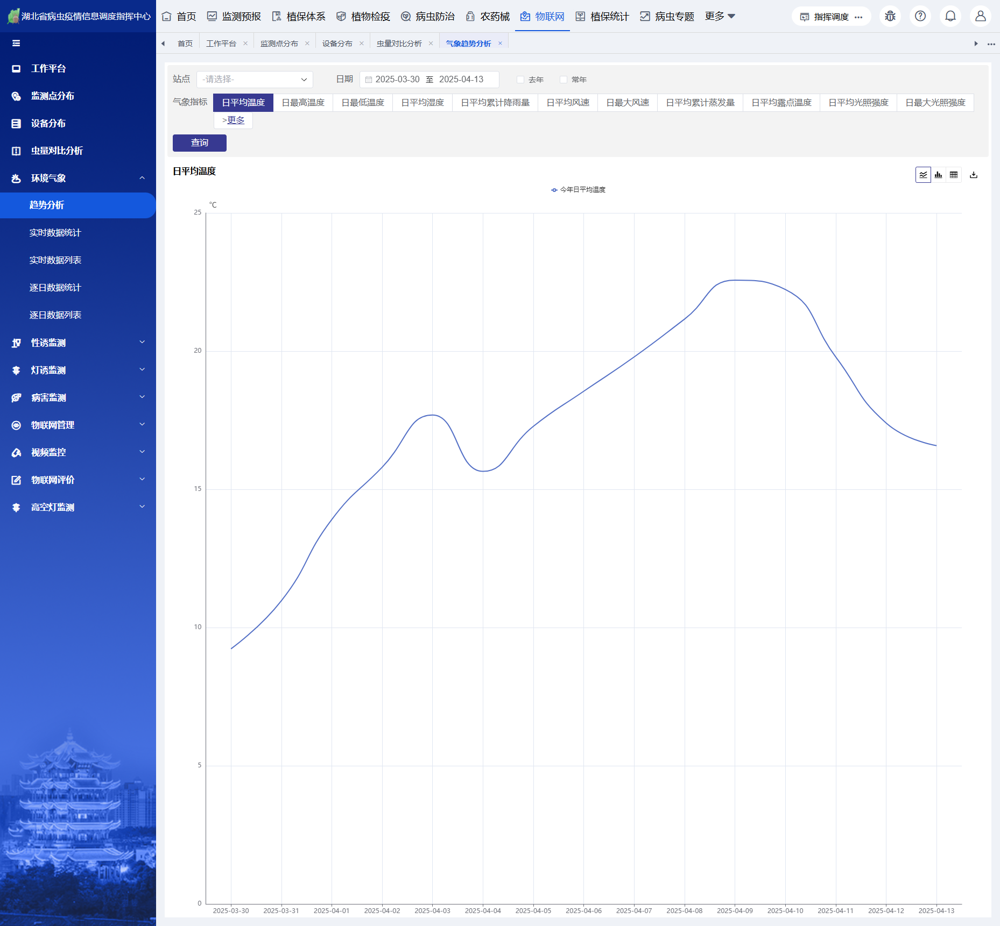 湖北省病虫疫情信息调度指挥中心
首页 监测预报 植保体系 植物检疫 病虫防治 农药械 物联网 植保统计 病虫专题 更多 指挥调度
首页 工作平台 × 监测点分布 × 设备分布 × 虫量对比分析 × 气象趋势分析 ×
工作平台
监测点分布
设备分布
虫量对比分析
环境气象
趋势分析
实时数据统计
实时数据列表
逐日数据统计
逐日数据列表
性诱监测
灯诱监测
病害监测
物联网管理
视频监控
物联网评价
高空灯监测
站点 -请选择- 日期 2025-03-30 至 2025-04-13 去年 常年
气象指标 日平均温度 日最高温度 日最低温度 日平均湿度 日平均累计降雨量 日平均风速 日最大风速 日平均累计蒸发量 日平均露点温度 日平均光照强度 日最大光照强度
>更多
查询
日平均温度
今年日平均温度
°C
25
20
15
10
5
0
2025-03-30 2025-03-31 2025-04-01 2025-04-02 2025-04-03 2025-04-04 2025-04-05 2025-04-06 2025-04-07 2025-04-08 2025-04-09 2025-04-10 2025-04-11 2025-04-12 2025-04-13